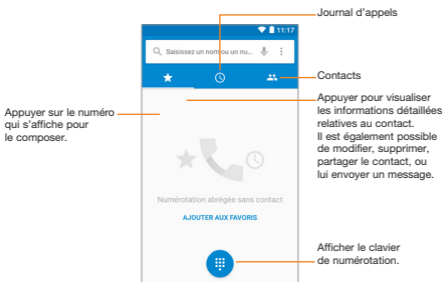 Journal d'appels
11:17
Saisissez un nom ou un nu...
Contacts
Appuyer sur le numéro
qui s'affiche pour
le composer.
Appuyer pour visualiser
les informations détaillées
relatives au contact.
Il est également possible
de modifier, supprimer,
partager le contact, ou
lui envoyer un message.
Numérotation abrégée sans contact
AJOUTER AUX FAVORIS
Afficher le clavier
de numérotation.